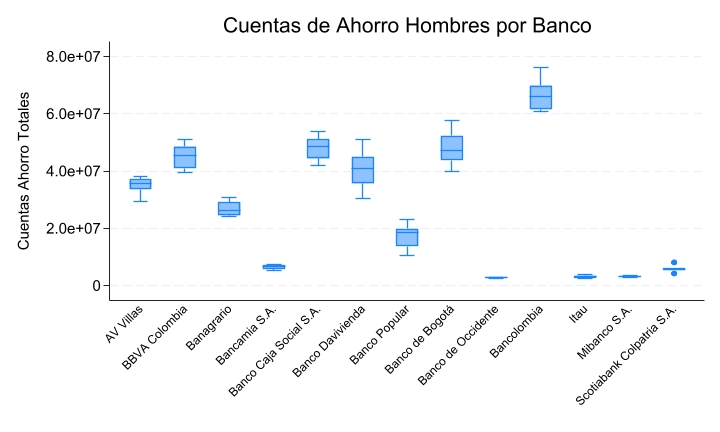 Cuentas de Ahorro Hombres por Banco
Cuentas Ahorro Totales
8.0e+07
6.0e+07
4.0e+07
2.0e+07
0
AV Villas
BBVA Colombia
Banagrario
Bancamia S.A.
Banco Caja Social S.A.
Banco Davivienda
Banco Popular
Banco de Bogotá
Banco de Occidente
Bancolombia
Itau
Mibanco S.A.
Scotiabank Colpatria S.A.